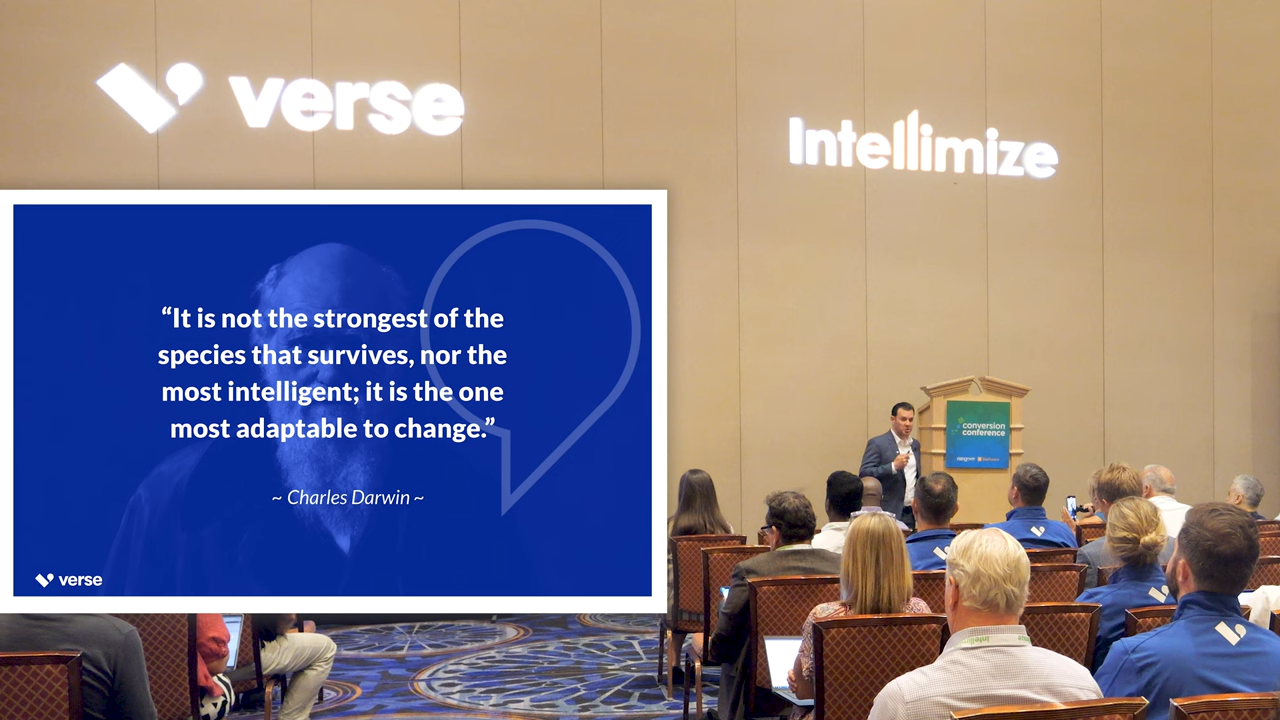 verse
Intellimize
“It is not the strongest of the
species that survives, nor the
most intelligent; it is the one
most adaptable to change.”
~ Charles Darwin ~
verse
conversion
conference